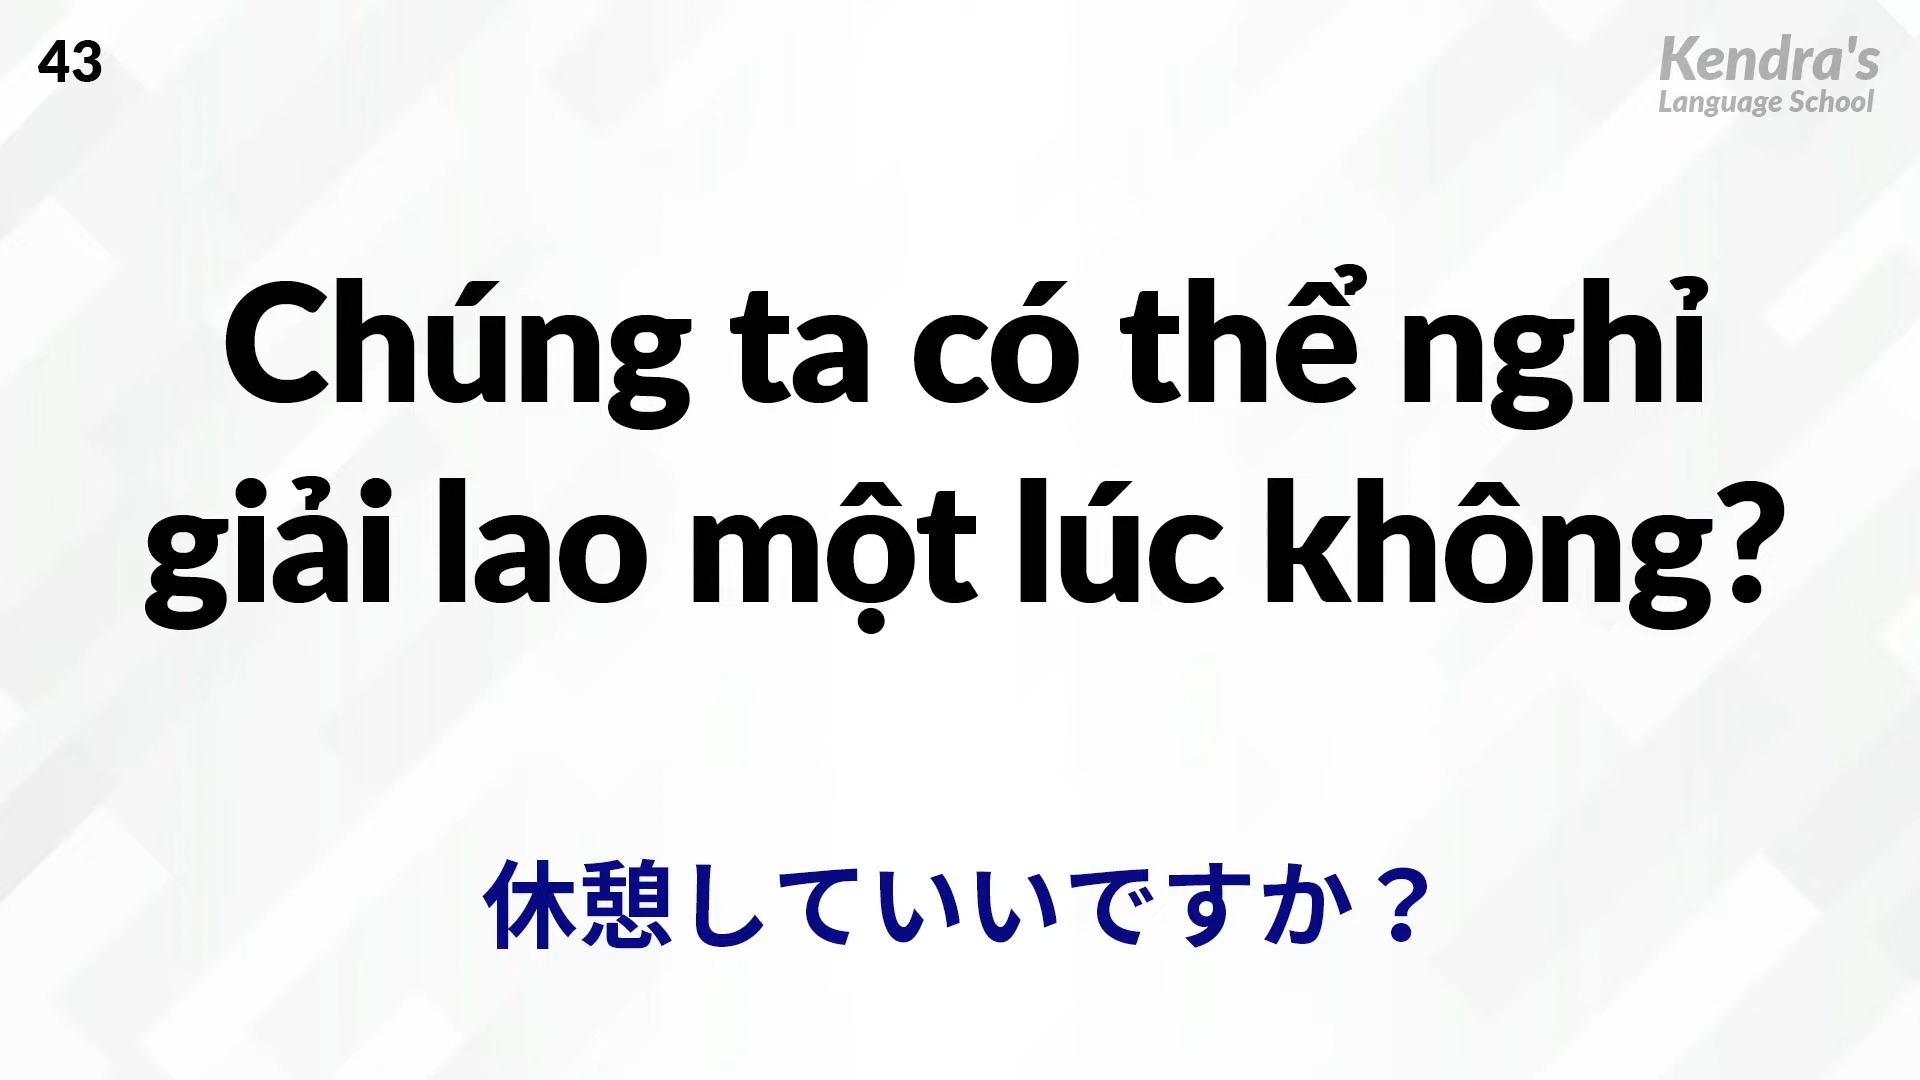 43
Kendra's
Language School
Chúng ta có thể nghỉ
giải lao một lúc không?
休憩していいですか？